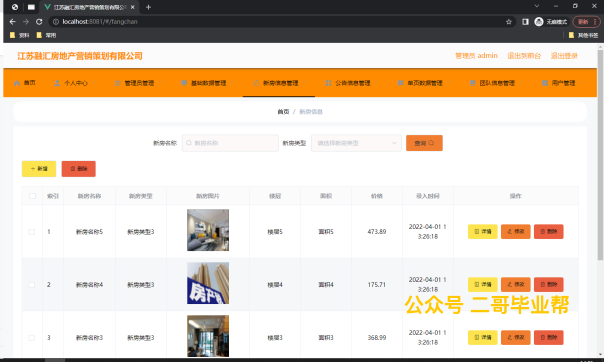 江苏融汇房地产营销策划有限公司
localhost:8081/#/fangchan
无痕模式
更新
资料 常用 其他书签
江苏融汇房地产营销策划有限公司 管理员 admin 退出到前台 退出登录
首页 个人中心 管理员管理 基础数据管理 新房信息管理 公告信息管理 单页数据管理 团队信息管理 用户管理
首页 / 新房信息
新房名称 新房名称 新房类型 请选择新房类型 查询
+ 新增 删除
索引 新房名称 新房类型 新房图片 楼层 面积 价格 录入时间 操作
1 新房名称5 新房类型3 楼层5 面积5 473.89 2022-04-01 1
3:26:18 详情 修改 删除
2 新房名称4 新房类型3 房产 楼层4 面积4 175.71 2022-04-01 1
3:26:18 详情 修改 删除
公众号 二哥毕业帮
3 新房名称3 新房类型3 楼层3 面积3 368.99 2022-04-01 1
3:26:18 详情 修改 删除